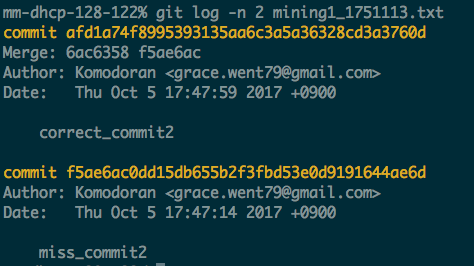 mm-dhcp-128-122% git log -n 2 mining1_1751113.txt
commit afd1a74f8995393135aa6c3a5a36328cd3a3760d
Merge: 6ac6358 f5ae6ac
Author: Komodoran <grace.went79@gmail.com>
Date:   Thu Oct 5 17:47:59 2017 +0900
correct_commit2
commit f5ae6ac0dd15db655b2f3fbd53e0d9191644ae6d
Author: Komodoran <grace.went79@gmail.com>
Date:   Thu Oct 5 17:47:14 2017 +0900
miss_commit2